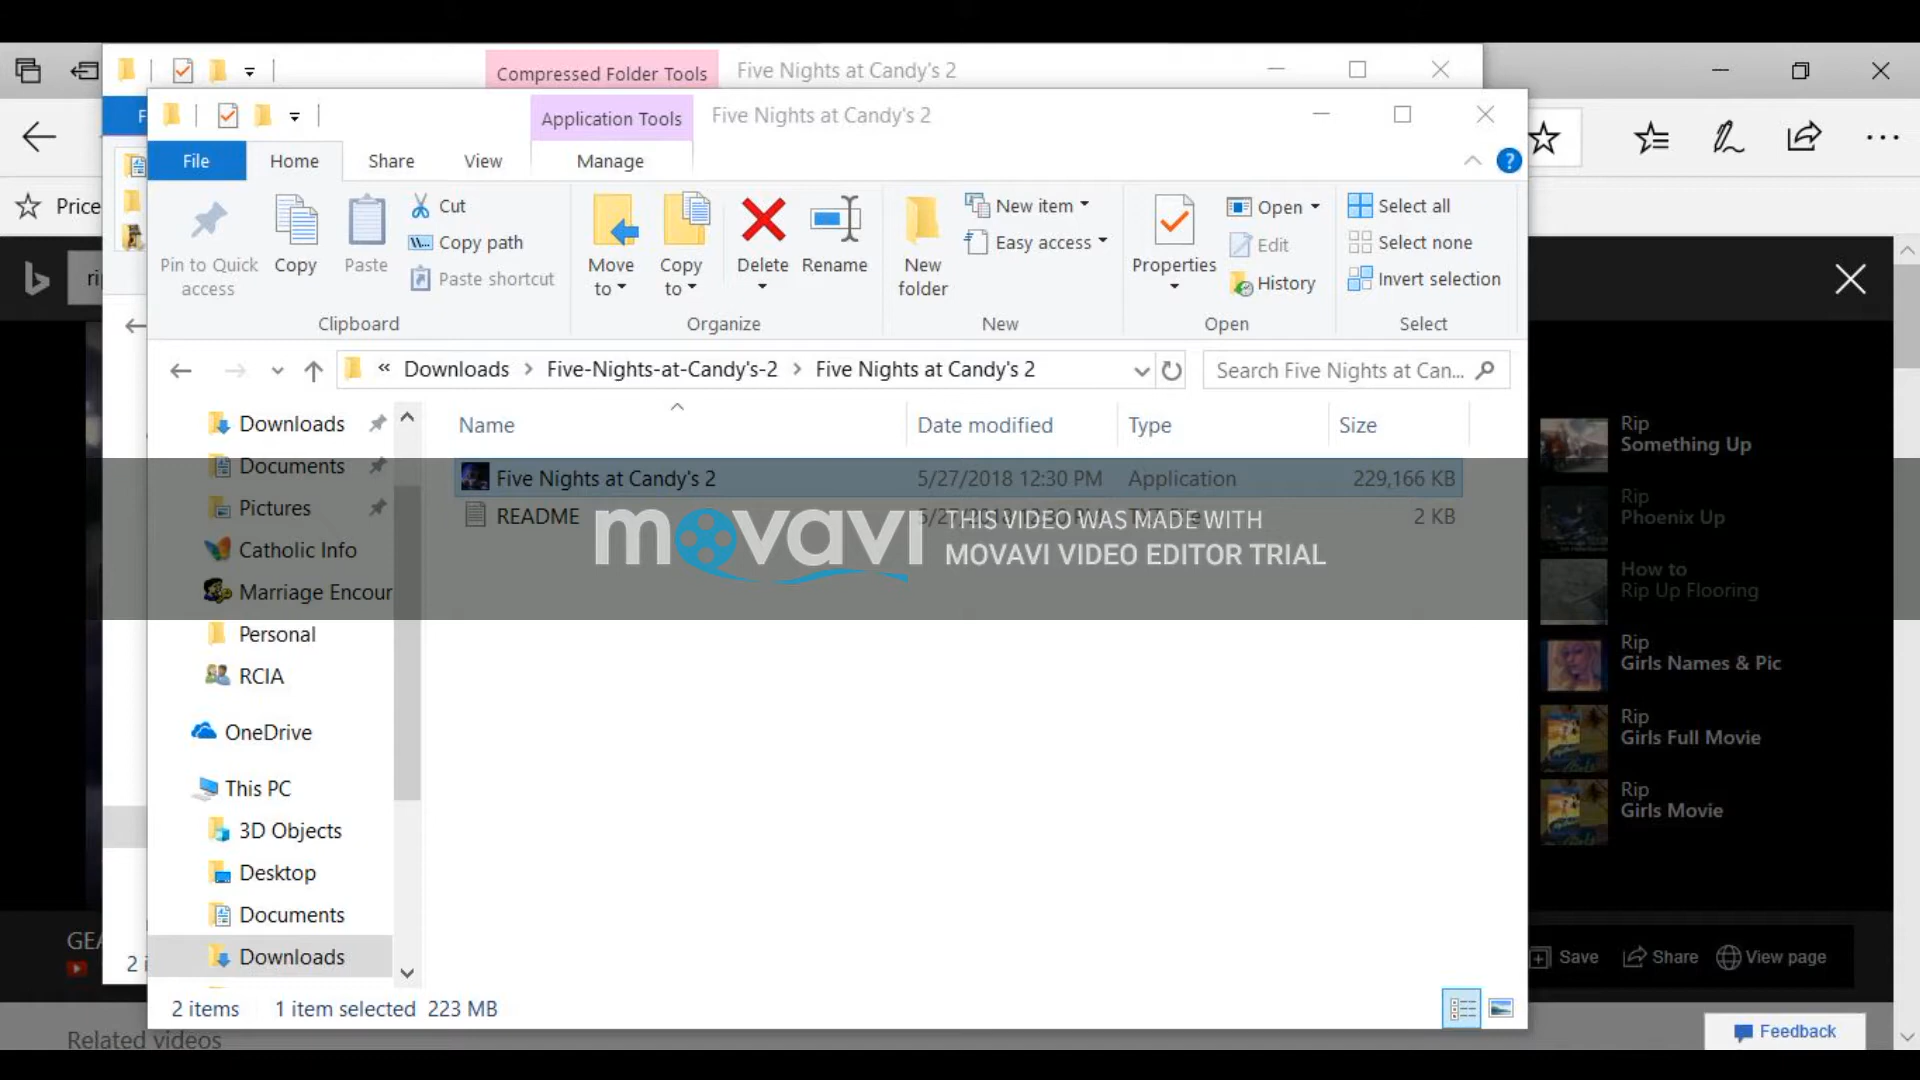 Compressed Folder Tools
Five Nights at Candy's 2
Application Tools
Five Nights at Candy's 2
File
Home
Share
View
Manage
Price
Pin to Quick access
Copy
Paste
Cut
Copy path
Paste shortcut
Clipboard
Move to
Copy to
Delete
Rename
Organize
New folder
New item
Easy access
New
Properties
Open
Edit
History
Open
Select all
Select none
Invert selection
Select
« Downloads > Five-Nights-at-Candy's-2 > Five Nights at Candy's 2
Search Five Nights at Can...
Name
Date modified
Type
Size
Five Nights at Candy's 2
5/27/2018 12:30 PM
Application
229,166 KB
README
2 KB
movavi
THIS VIDEO WAS MADE WITH
MOVAVI VIDEO EDITOR TRIAL
Downloads
Documents
Pictures
Catholic Info
Marriage Encour
Personal
RCIA
OneDrive
This PC
3D Objects
Desktop
Documents
Downloads
2 items
1 item selected
223 MB
Rip
Something Up
Rip
Phoenix Up
How to
Rip Up Flooring
Rip
Girls Names & Pic
Rip
Girls Full Movie
Rip
Girls Movie
Save
Share
View page
Related videos
Feedback